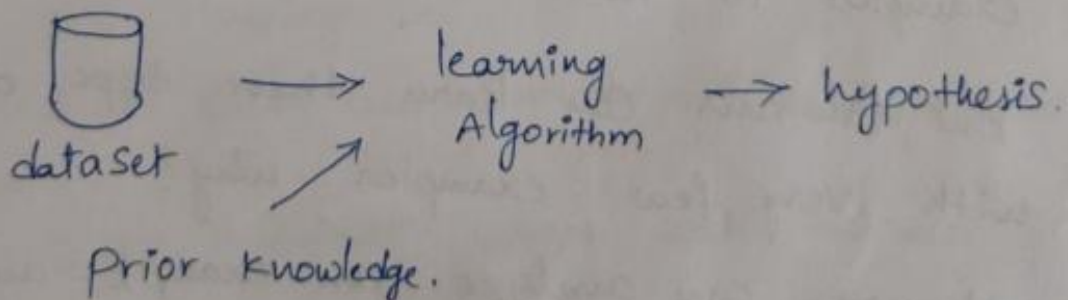 dataset
learning
Algorithm
hypothesis.
Prior knowledge.